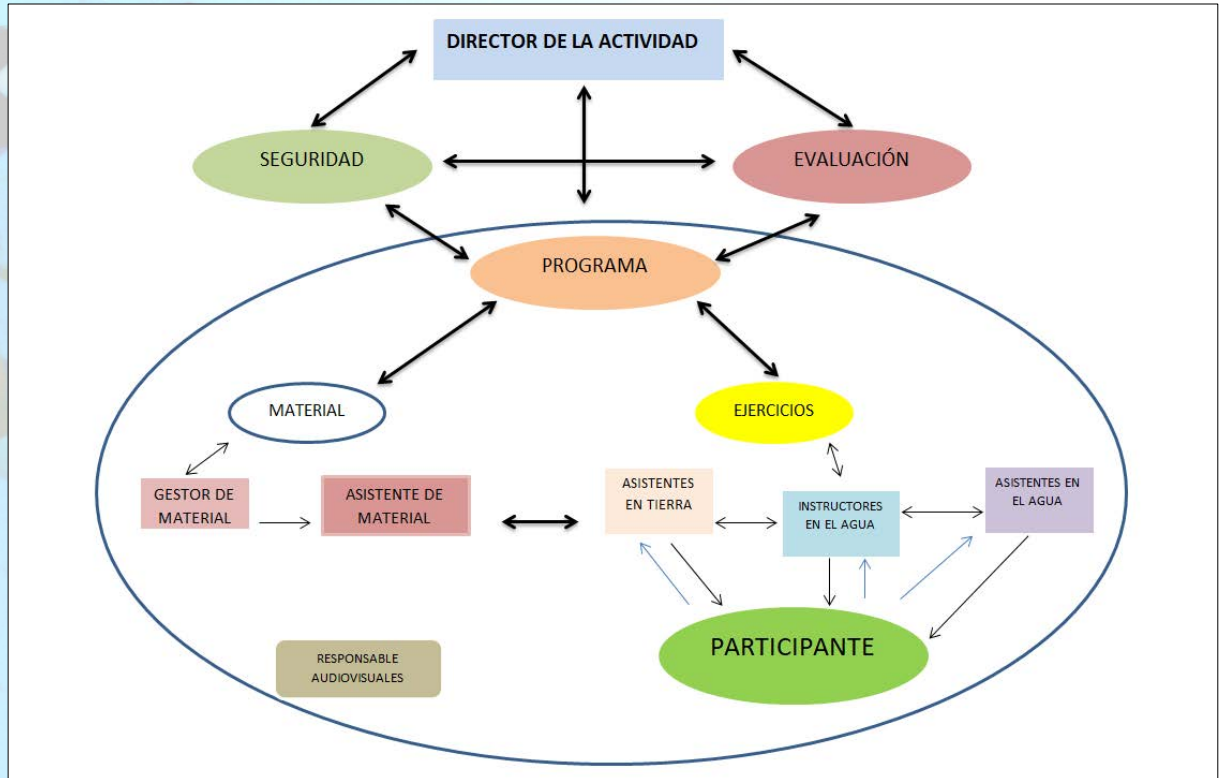 DIRECTOR DE LA ACTIVIDAD
SEGURIDAD
EVALUACIÓN
PROGRAMA
MATERIAL
EJERCICIOS
GESTOR DE
MATERIAL
ASISTENTE DE
MATERIAL
ASISTENTES
EN TIERRA
INSTRUCTORES
EN EL AGUA
ASISTENTES EN
EL AGUA
PARTICIPANTE
RESPONSABLE
AUDIOVISUALES